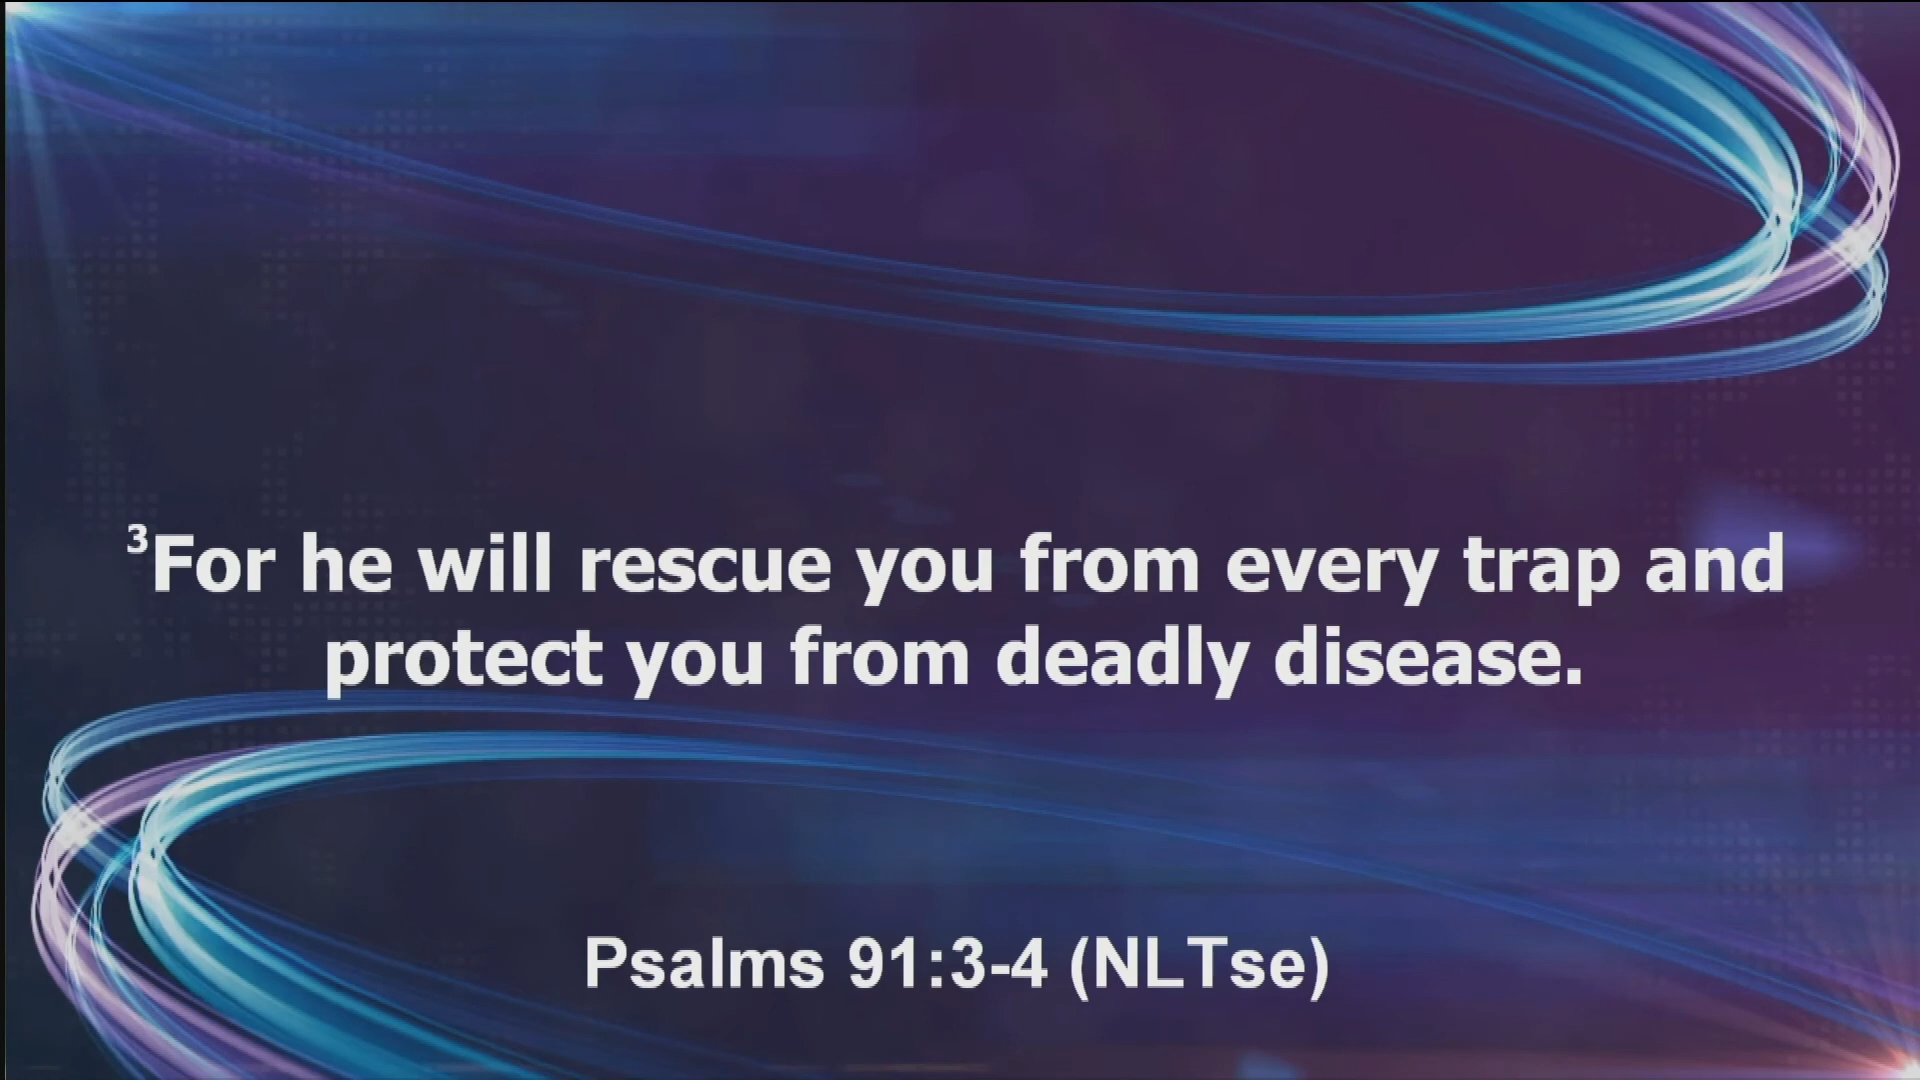 ³For he will rescue you from every trap and
protect you from deadly disease.
Psalms 91:3-4 (NLTse)